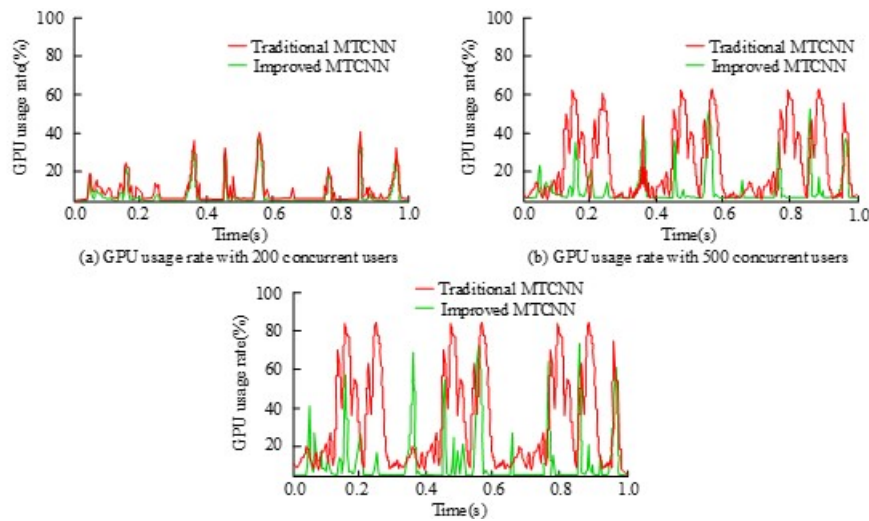 100
80
60
40
20
GPU usage rate(%)
Traditional MTCNN
Improved MTCNN
0.0 0.2 0.4 0.6 0.8 1.0
Time(s)
(a) GPU usage rate with 200 concurrent users
100
80
60
40
20
GPU usage rate(%)
Traditional MTCNN
Improved MTCNN
0.0 0.2 0.4 0.6 0.8 1.0
Time(s)
(b) GPU usage rate with 500 concurrent users
100
80
60
40
20
GPU usage rate(%)
Traditional MTCNN
Improved MTCNN
0.0 0.2 0.4 0.6 0.8 1.0
Time(s)